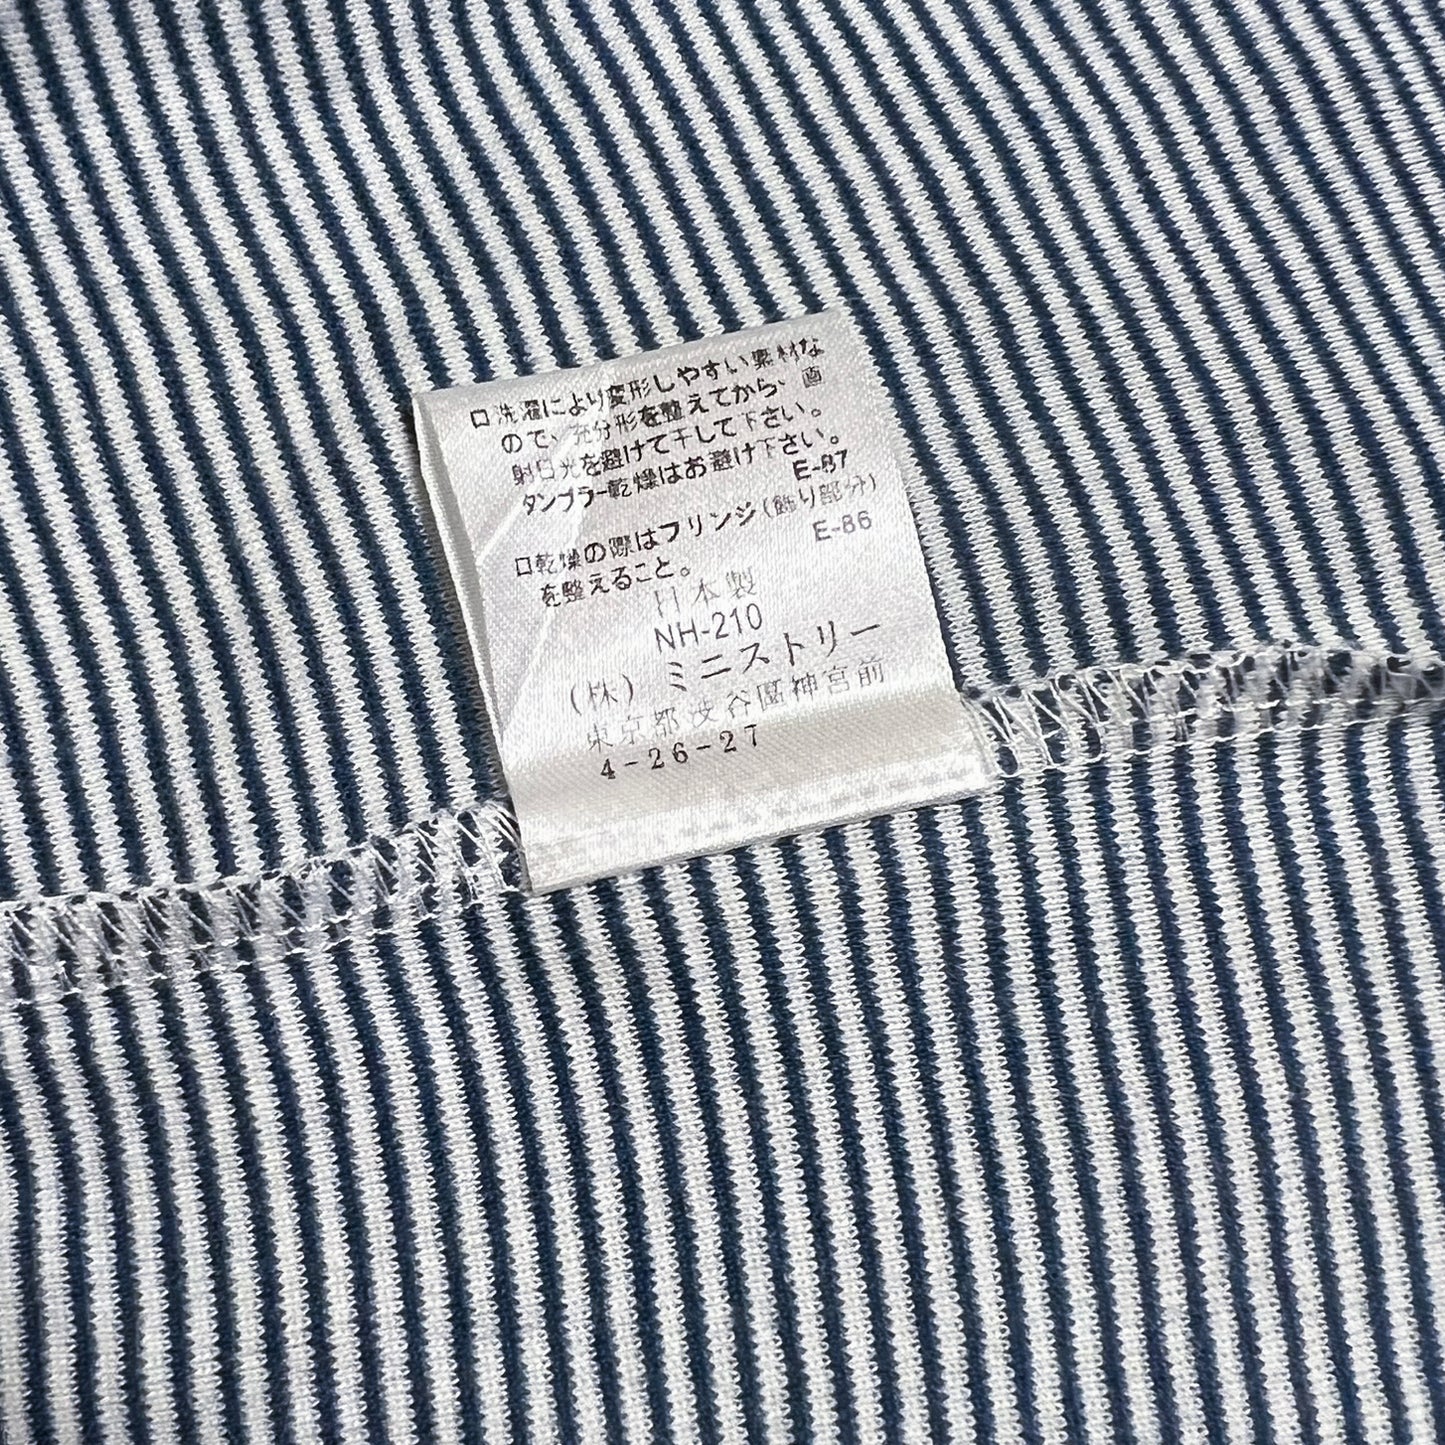 口洗濯により変形しやすい素材な
ので、充分形を整えてから、直
射日光を避けて干して下さい。
タンブラー乾燥はお避け下さい。
E-87
口乾燥の際はフリンジ(飾り部分)
を整えること。 E-86
日本製
NH-210
(株) ミニストリー
東京都渋谷區神宮前
4-26-27